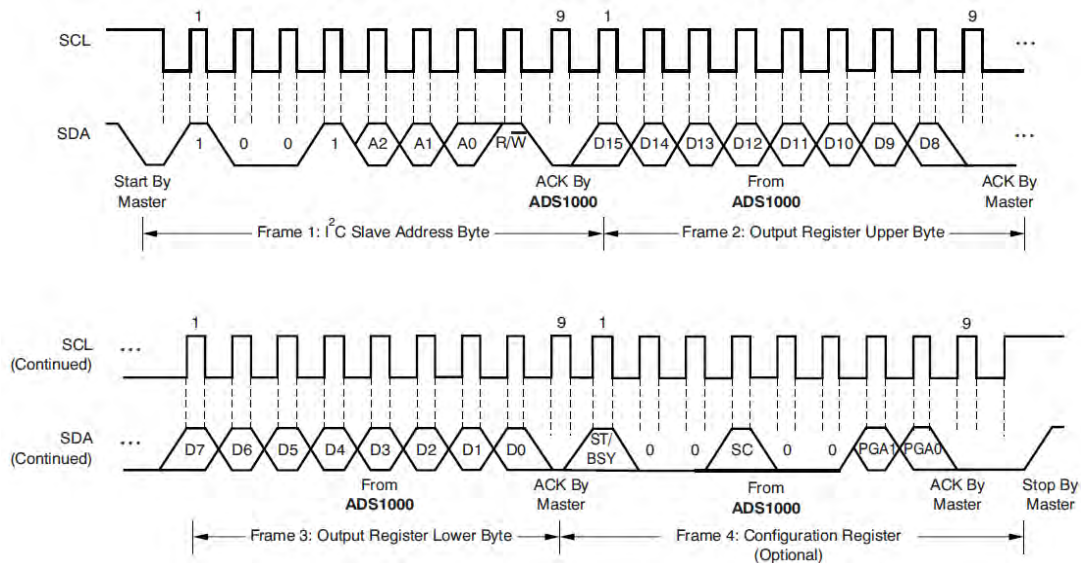 1 9 1 9
SCL ...
SDA 1 0 0 1 A2 A1 A0 R/W D15 D14 D13 D12 D11 D10 D9 D8 ...
Start By Master
ACK By ADS1000
From ADS1000
ACK By Master
Frame 1: I2C Slave Address Byte
Frame 2: Output Register Upper Byte
1 9 1 9
SCL (Continued) ...
SDA (Continued) ... D7 D6 D5 D4 D3 D2 D1 D0 ST/BSY 0 0 SC 0 0 PGA1 PGA0
From ADS1000
ACK By Master
From ADS1000
ACK By Master
Stop By Master
Frame 3: Output Register Lower Byte
Frame 4: Configuration Register
(Optional)